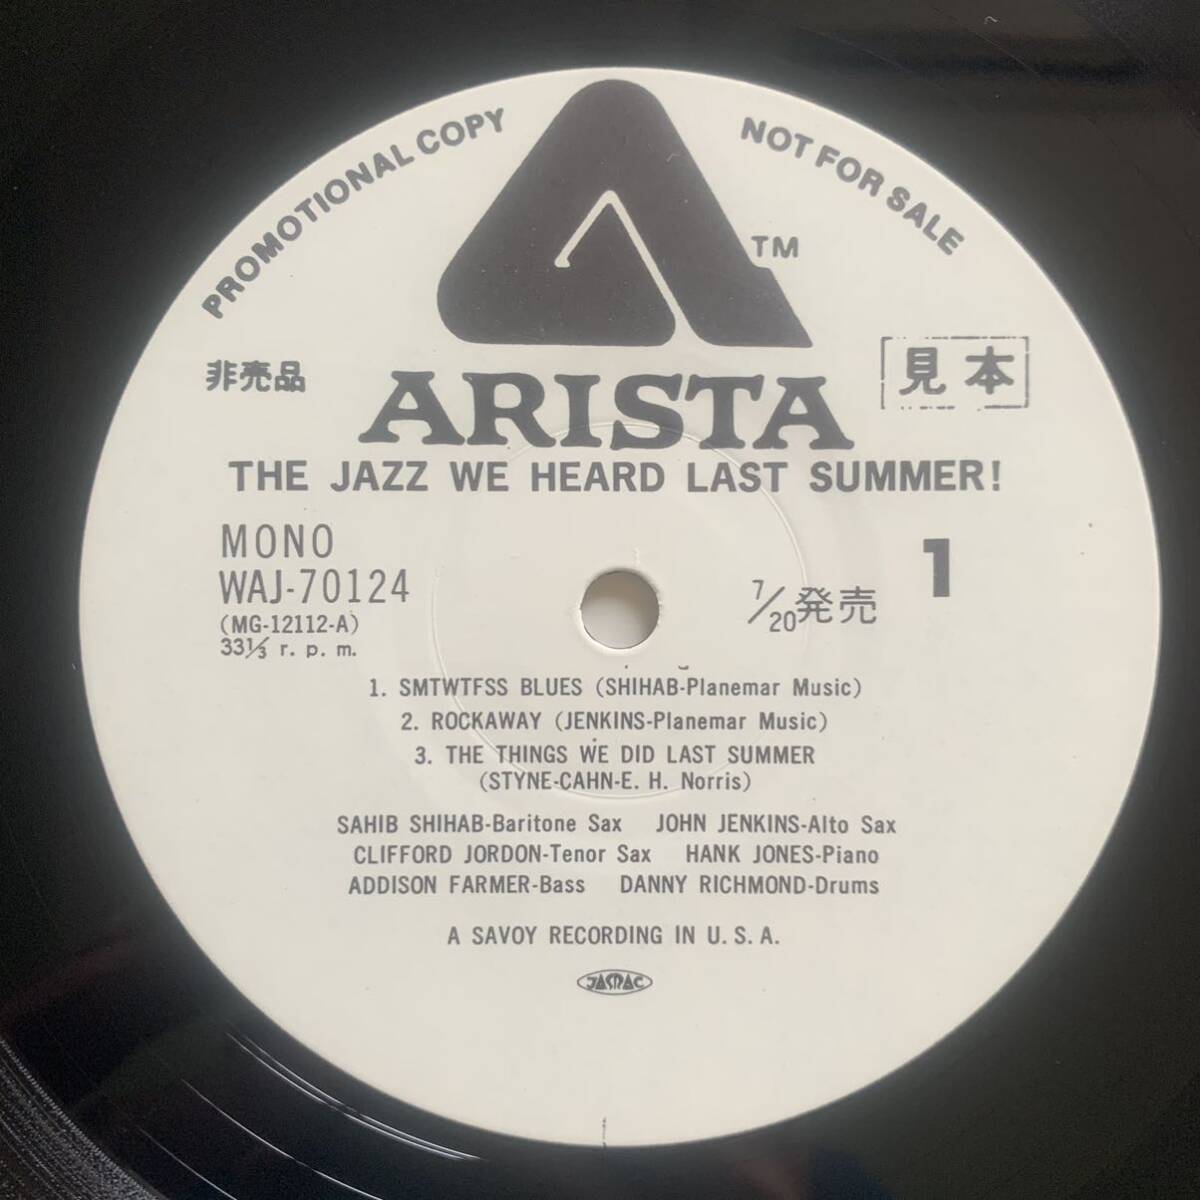 PROMOTIONAL COPY
NOT FOR SALE
TM
非売品
見本
ARISTA
THE JAZZ WE HEARD LAST SUMMER!
MONO
WAJ-70124
(MG-12112-A)
33⅓ r. p. m.
7/20発売
1
1. SMTWTFSS BLUES (SHIHAB-Planemar Music)
2. ROCKAWAY (JENKINS-Planemar Music)
3. THE THINGS WE DID LAST SUMMER
(STYNE-CAHN-E. H. Norris)
SAHIB SHIHAB-Baritone Sax JOHN JENKINS-Alto Sax
CLIFFORD JORDON-Tenor Sax HANK JONES-Piano
ADDISON FARMER-Bass DANNY RICHMOND-Drums
A SAVOY RECORDING IN U. S. A.
JASRAC